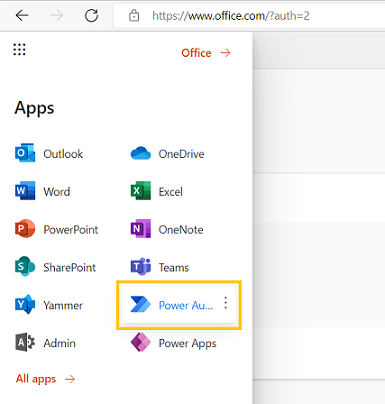 https://www.office.com/?auth=2
Office →
Apps
Outlook OneDrive
Word Excel
PowerPoint OneNote
SharePoint Teams
Yammer Power Au...
Admin Power Apps
All apps →